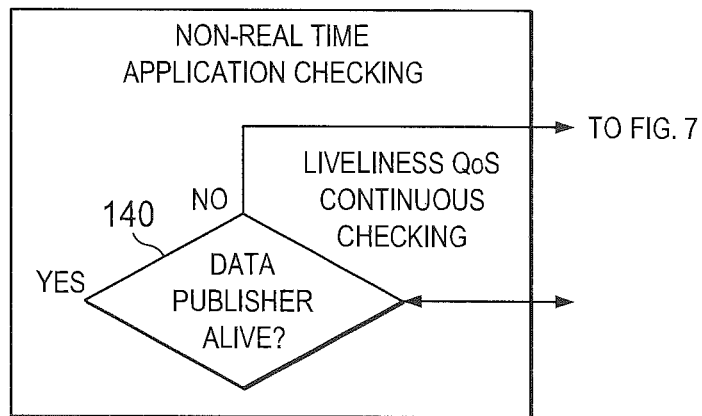 NON-REAL TIME
APPLICATION CHECKING
TO FIG. 7
LIVELINESS QoS
CONTINUOUS
CHECKING
NO
140
YES
DATA
PUBLISHER
ALIVE?